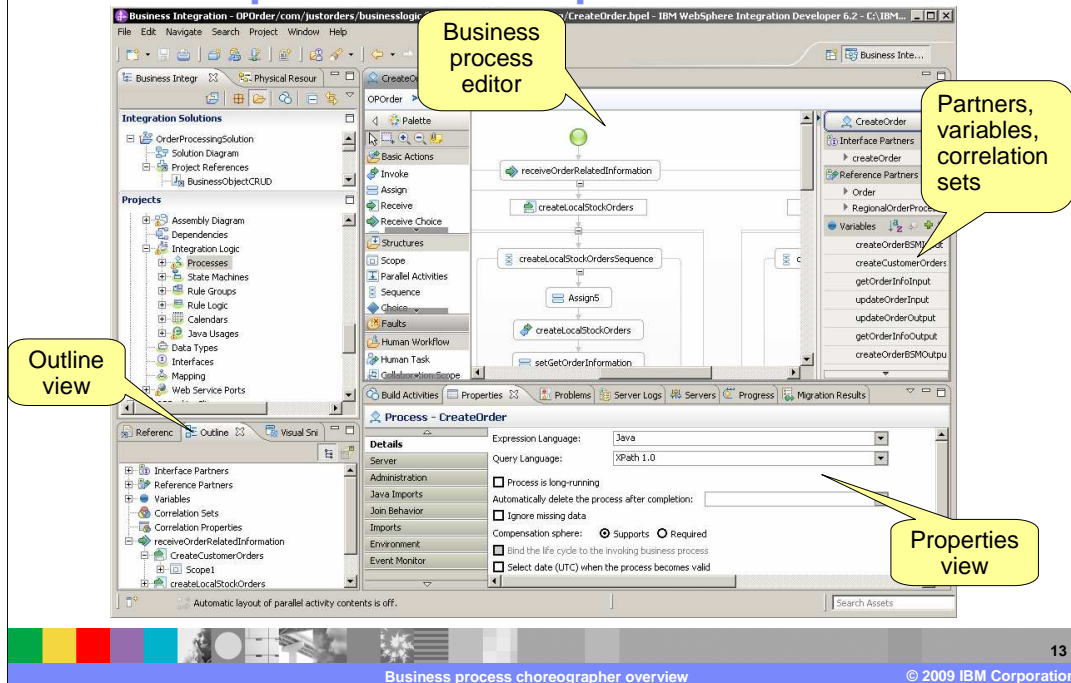 Business Integration - OPOrder/com/justorders/businesslogic
/CreateOrder.bpel - IBM WebSphere Integration Developer 6.2 - C:\IBM...
File Edit Navigate Search Project Window Help
Business Inte...
Business process editor
Business Integr
Physical Resour
Integration Solutions
OrderProcessingSolution
Solution Diagram
Project References
BusinessObjectCRUD
Projects
Assembly Diagram
Dependencies
Integration Logic
Processes
State Machines
Rule Groups
Rule Logic
Calendars
Java Usages
Data Types
Interfaces
Mapping
Web Service Ports
Outline view
OPOrder >
Palette
Basic Actions
Invoke
Assign
Receive
Receive Choice
Structures
Scope
Parallel Activities
Sequence
Choice
Faults
Human Workflow
Human Task
Collaboration Scope
receiveOrderRelatedInformation
createLocalStockOrders
createLocalStockOrdersSequence
Assign5
createLocalStockOrders
setGetOrderInformation
Partners, variables, correlation sets
CreateOrder
Interface Partners
createOrder
Reference Partners
Order
Variables
createCustomerOrders
getOrderInfoInput
updateOrderInput
updateOrderOutput
getOrderInfoOutput
createOrderBSMOutpu
Referenc
Outline
Visual Sni
Interface Partners
Reference Partners
Variables
Correlation Sets
Correlation Properties
receiveOrderRelatedInformation
CreateCustomerOrders
Scope1
createLocalStockOrders
Build Activities
Properties
Problems
Server Logs
Servers
Progress
Migration Results
Process - CreateOrder
Details
Server
Administration
Java Imports
Join Behavior
Imports
Environment
Event Monitor
Expression Language: Java
Query Language: XPath 1.0
Process is long-running
Automatically delete the process after completion:
Ignore missing data
Compensation sphere: Supports Required
Bind the life cycle to the invoking business process
Select date (UTC) when the process becomes valid
Properties view
Automatic layout of parallel activity contents is off.
Search Assets
13
Business process choreographer overview
© 2009 IBM Corporation